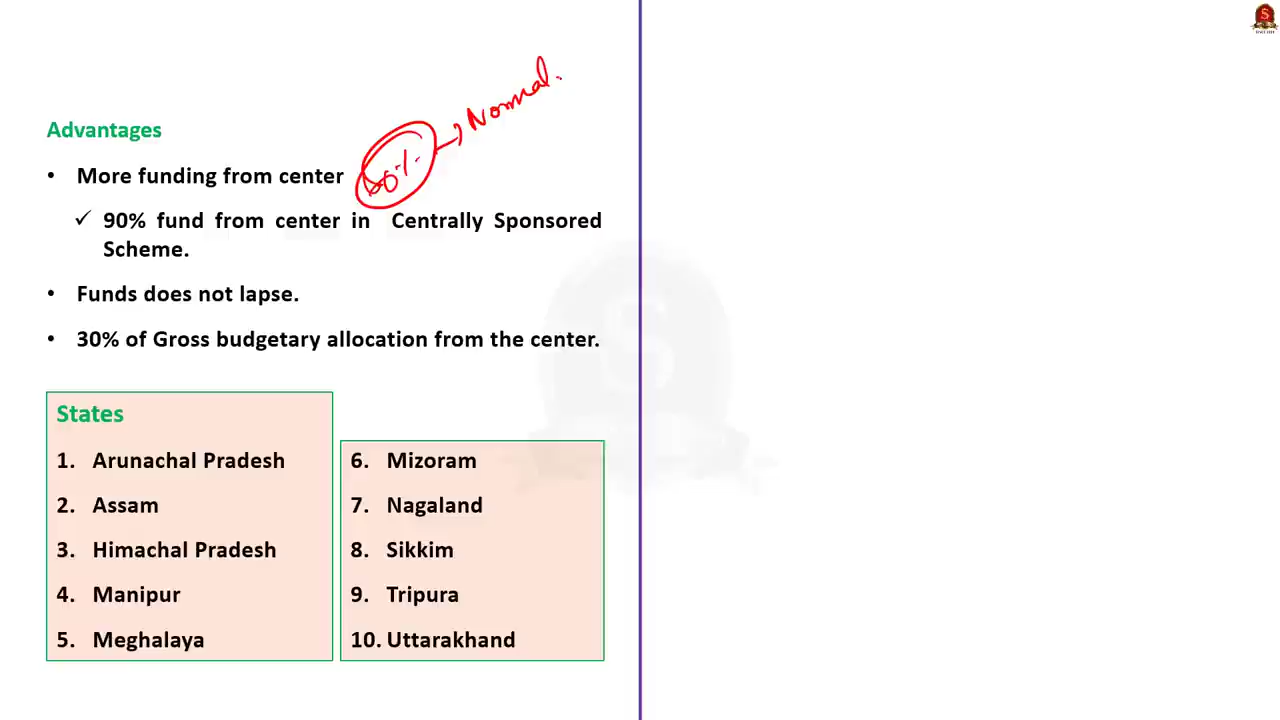 Normal.
Advantages
• More funding from center
60%
✓ 90% fund from center in Centrally Sponsored
Scheme.
• Funds does not lapse.
• 30% of Gross budgetary allocation from the center.
States
1. Arunachal Pradesh
2. Assam
3. Himachal Pradesh
4. Manipur
5. Meghalaya
6. Mizoram
7. Nagaland
8. Sikkim
9. Tripura
10. Uttarakhand